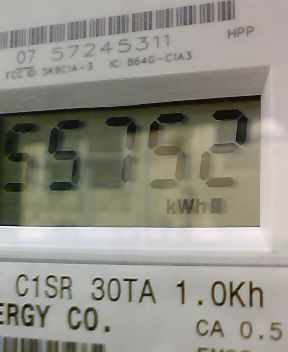 07 57245311
HPP
FCC ID: SK9C1A-3 IC: 864G-C1A3
55752
kWh
C1SR 30TA 1.0Kh
ERGY CO.
CA 0.5